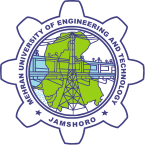 MEHRAN UNIVERSITY OF ENGINEERING AND TECHNOLOGY
JAMSHORO